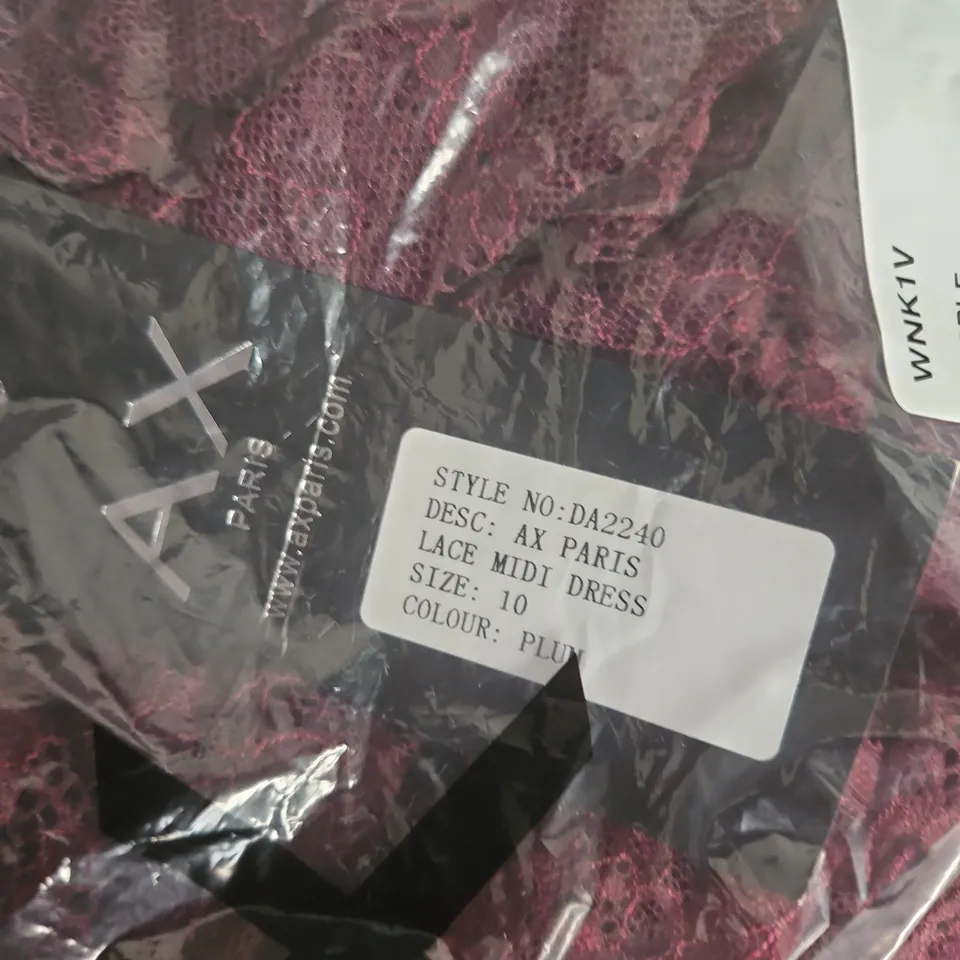 AX
PARIS
www.axparis.com
STYLE NO:DA2240
DESC: AX PARIS
LACE MIDI DRESS
SIZE: 10
COLOUR: PLUM
WNK1V